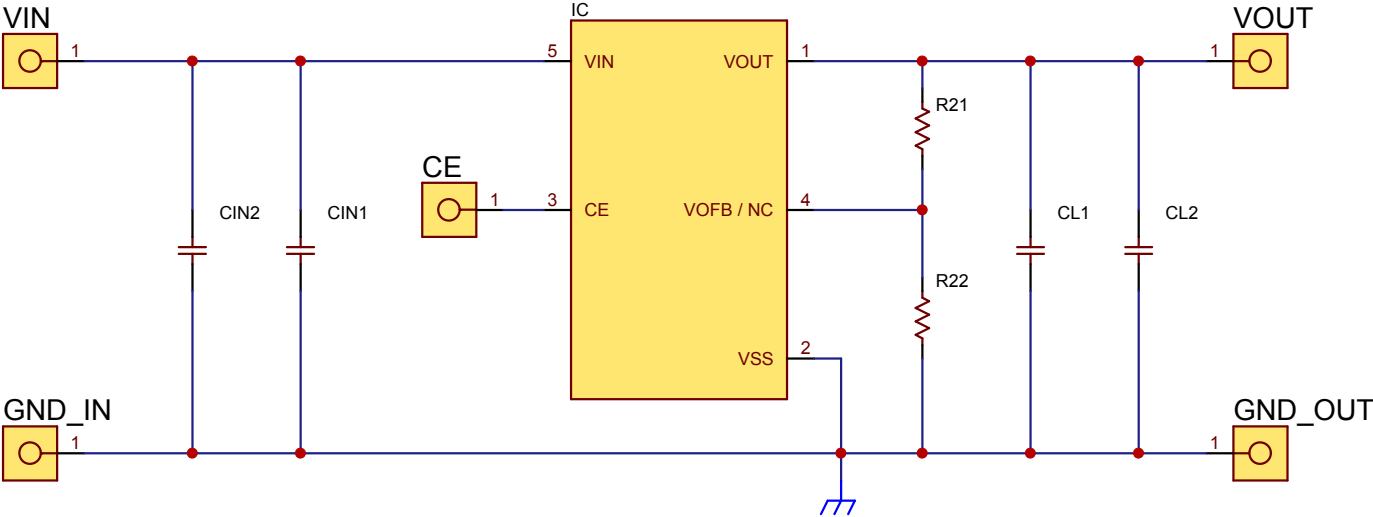 IC
VIN
VOUT
1
5
VIN
VOUT
1
1
R21
CE
1
3
CE
VOFB / NC
4
CIN2
CIN1
CL1
CL2
R22
VSS
2
GND_IN
GND_OUT
1
1